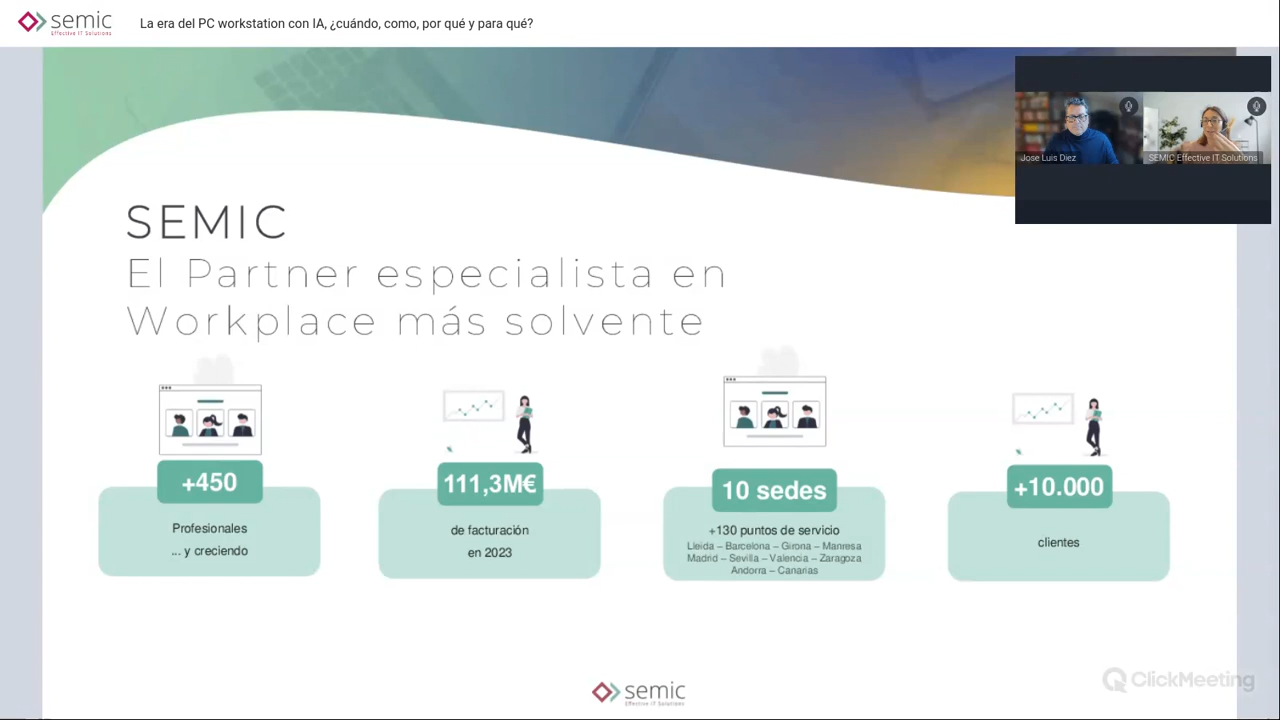 semic
Effective IT Solutions
La era del PC workstation con IA, ¿cuándo, como, por qué y para qué?
Jose Luis Diez
SEMIC Effective IT Solutions
SEMIC
El Partner especialista en
Workplace más solvente
+450
Profesionales
... y creciendo
111,3M€
de facturación
en 2023
10 sedes
+130 puntos de servicio
Lleida – Barcelona – Girona – Manresa
Madrid – Sevilla – Valencia – Zaragoza
Andorra – Canarias
+10.000
clientes
semic
Effective IT Solutions
ClickMeeting